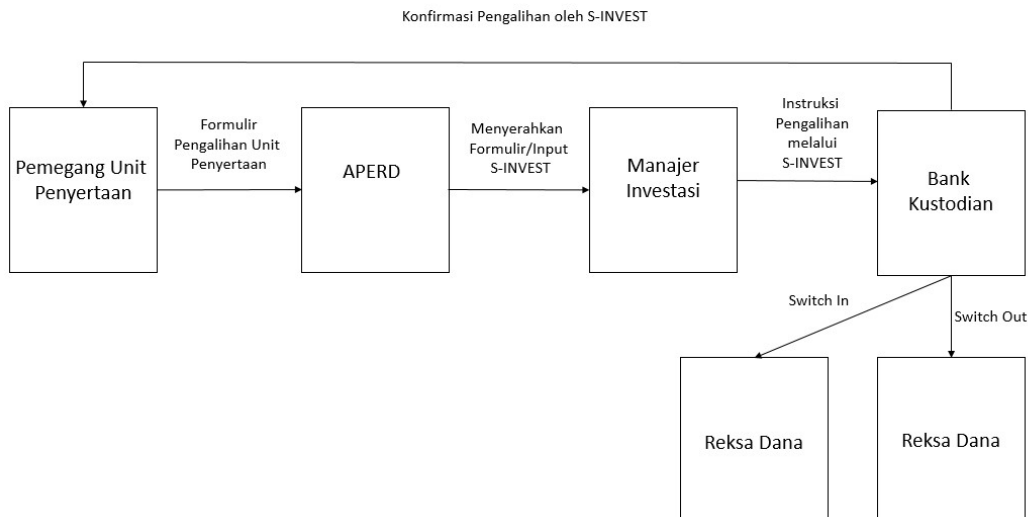 Konfirmasi Pengalihan oleh S-INVEST
Pemegang Unit
Penyertaan
Formulir
Pengalihan Unit
Penyertaan
APERD
Menyerahkan
Formulir/Input
S-INVEST
Manajer
Investasi
Instruksi
Pengalihan
melalui
S-INVEST
Bank
Kustodian
Switch In
Switch Out
Reksa Dana
Reksa Dana